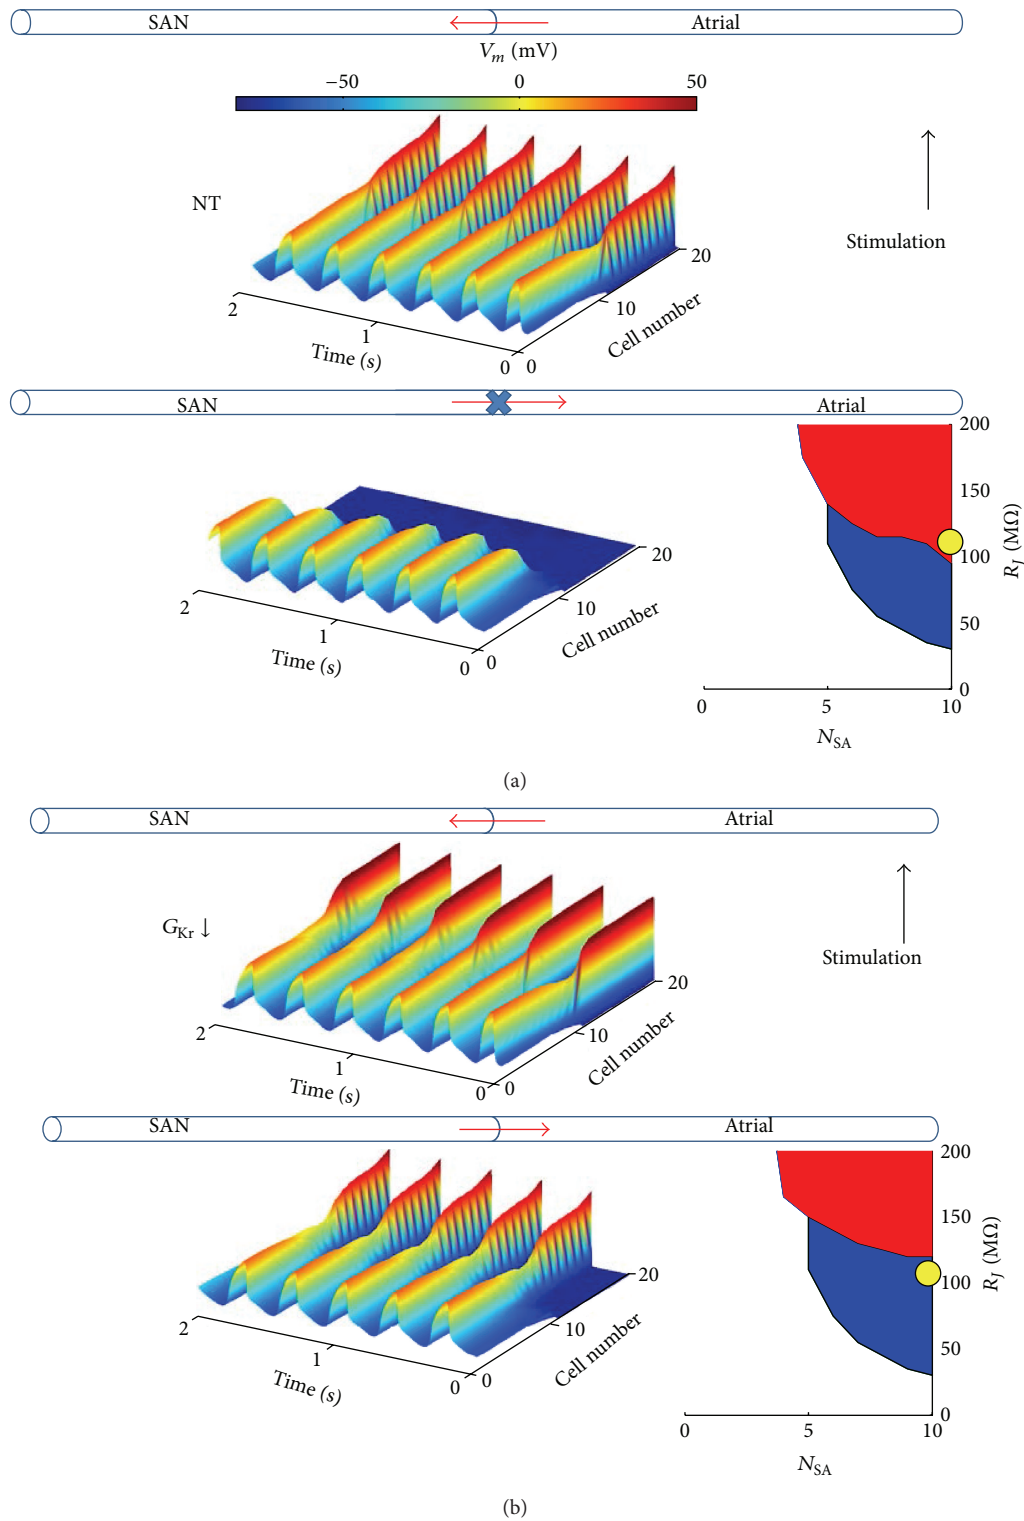 SAN Atrial
V_m (mV)
−50 0 50
NT
Stimulation
20
10
0
Cell number
2
1
0
Time (s)
SAN Atrial
20
10
0
Cell number
2
1
0
Time (s)
200
150
100
50
0
R_J (MΩ)
0 5 10
N_SA
(a)
SAN Atrial
G_Kr ↓
Stimulation
20
10
0
Cell number
2
1
0
Time (s)
SAN Atrial
20
10
0
Cell number
2
1
0
Time (s)
200
150
100
50
0
R_J (MΩ)
0 5 10
N_SA
(b)